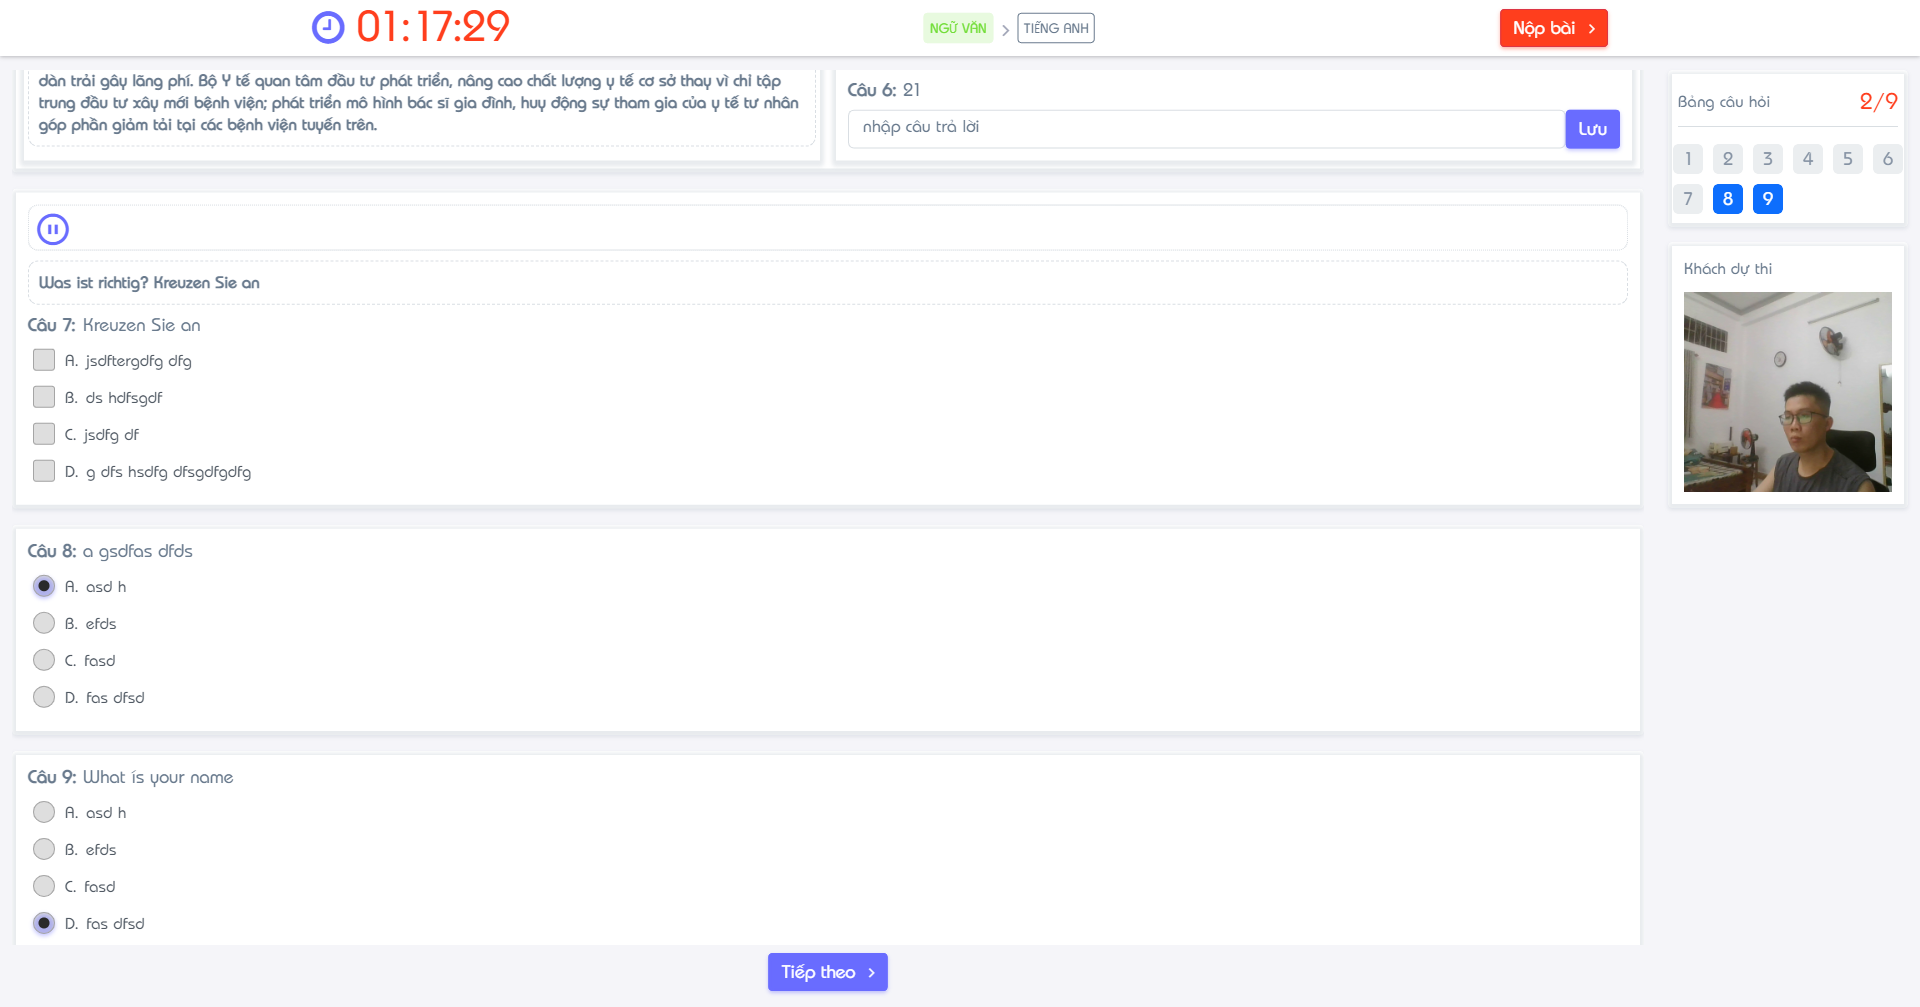 01:17:29
NGỮ VĂN
TIẾNG ANH
Nộp bài
dàn trải gây lãng phí. Bộ Y tế quan tâm đầu tư phát triển, nâng cao chất lượng y tế cơ sở thay vì chỉ tập
trung đầu tư xây mới bệnh viện; phát triển mô hình bác sĩ gia đình, huy động sự tham gia của y tế tư nhân
góp phần giảm tải tại các bệnh viện tuyến trên.
Câu 6: 21
nhập câu trả lời
Lưu
Was ist richtig? Kreuzen Sie an
Câu 7: Kreuzen Sie an
A. jsdftergdfg dfg
B. ds hdfsgdf
C. jsdfg df
D. g dfs hsdfg dfsgdfgdfg
Câu 8: a gsdfas dfds
A. asd h
B. efds
C. fasd
D. fas dfsd
Câu 9: What ís your name
A. asd h
B. efds
C. fasd
D. fas dfsd
Tiếp theo
Bảng câu hỏi
2/9
1 2 3 4 5 6
7 8 9
Khách dự thi